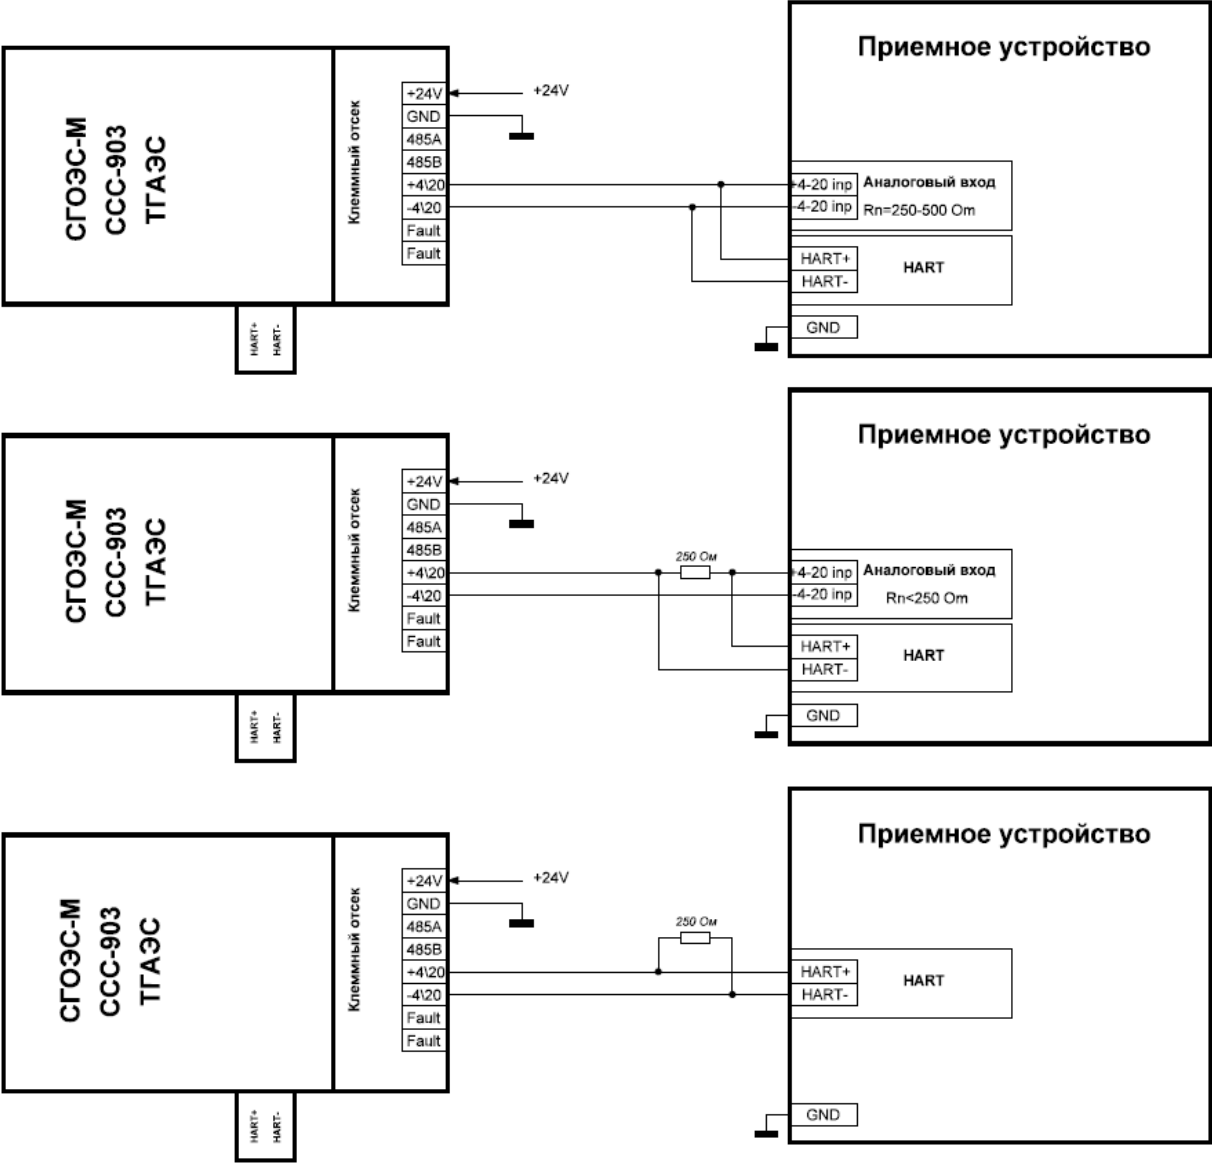 Приемное устройство
СГОЭС-М
ССС-903
ТГАЭС
Клеммный отсек
+24V
+24V
GND
485A
485B
+4\20
-4\20
Fault
Fault
+4-20 inp
-4-20 inp
Аналоговый вход
Rn=250-500 Om
HART+
HART-
HART
GND
HART+
HART-
Приемное устройство
СГОЭС-М
ССС-903
ТГАЭС
Клеммный отсек
+24V
+24V
GND
485A
485B
+4\20
-4\20
Fault
Fault
250 Ом
+4-20 inp
-4-20 inp
Аналоговый вход
Rn<250 Om
HART+
HART-
HART
GND
HART+
HART-
Приемное устройство
СГОЭС-М
ССС-903
ТГАЭС
Клеммный отсек
+24V
+24V
GND
485A
485B
+4\20
-4\20
Fault
Fault
250 Ом
HART+
HART-
HART
GND
HART+
HART-